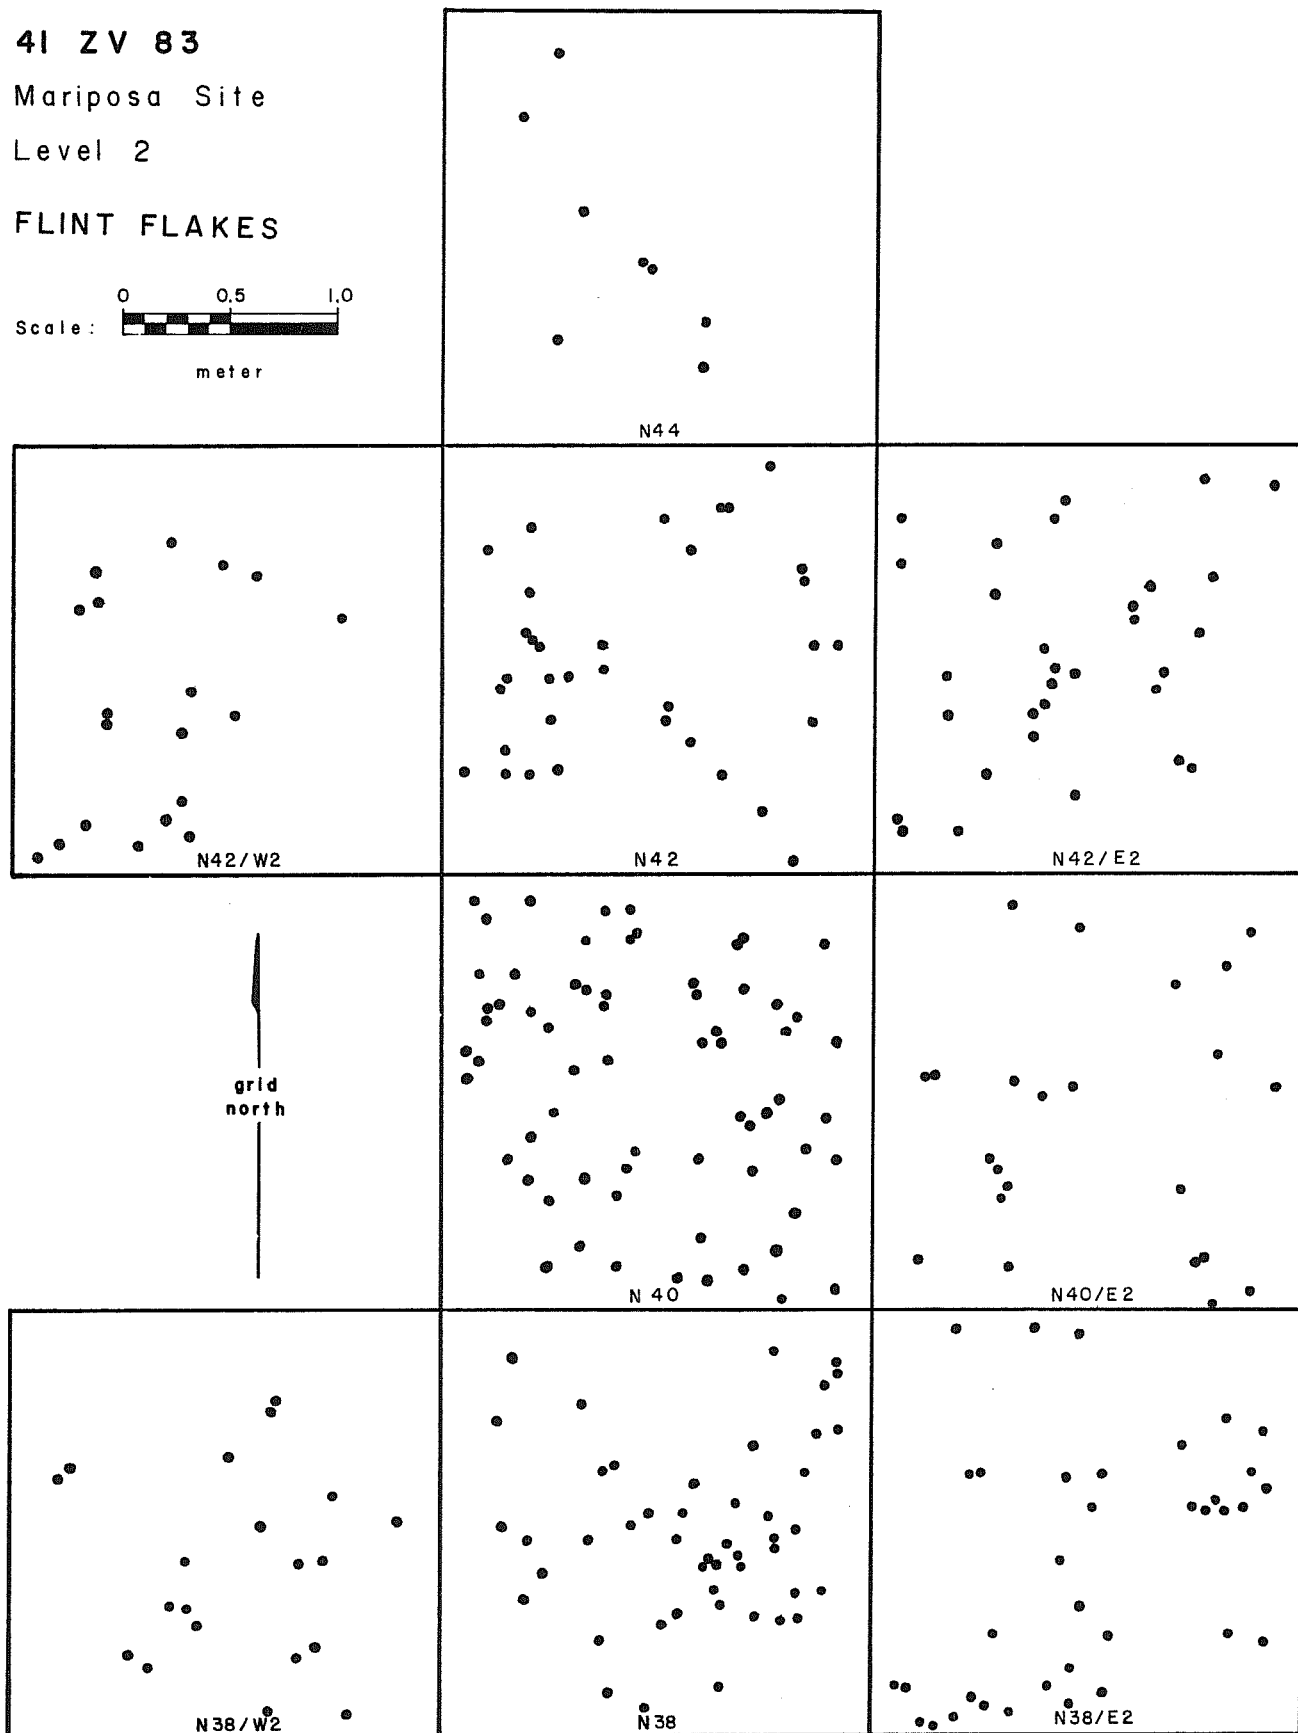 41 ZV 83
Mariposa Site
Level 2
FLINT FLAKES
0 0.5 1.0
Scale:
meter
N44
N42/W2
N42
N42/E2
grid
north
N 40
N40/E2
N38/W2
N38
N38/E2